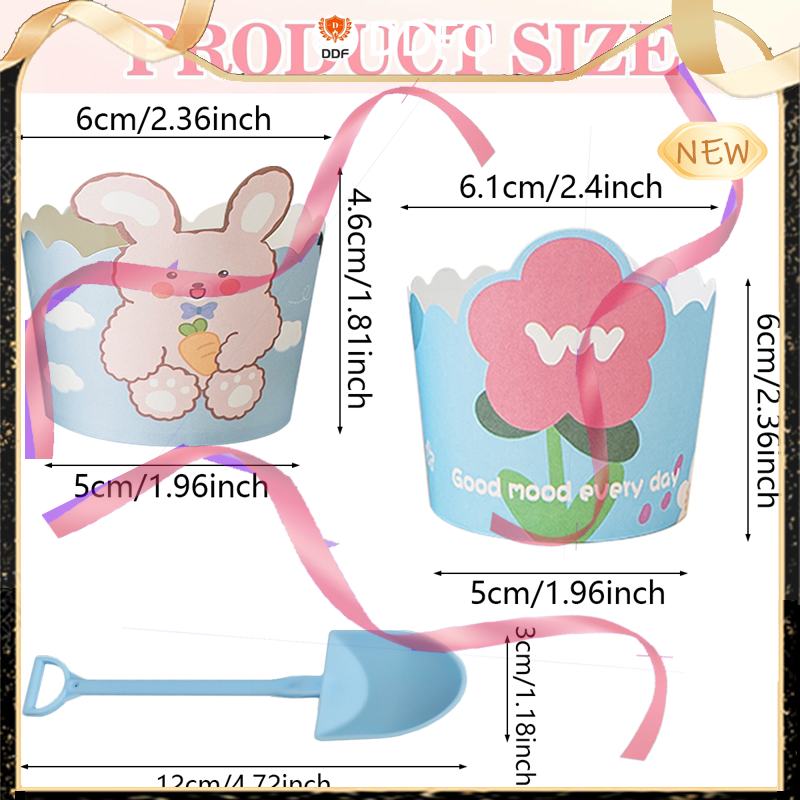 PRODUCT SIZE
DDF
NEW
6cm/2.36inch
4.6cm/1.81inch
6.1cm/2.4inch
6cm/2.36inch
Good mood every day
5cm/1.96inch
5cm/1.96inch
3cm/1.18inch
12cm/4.72inch